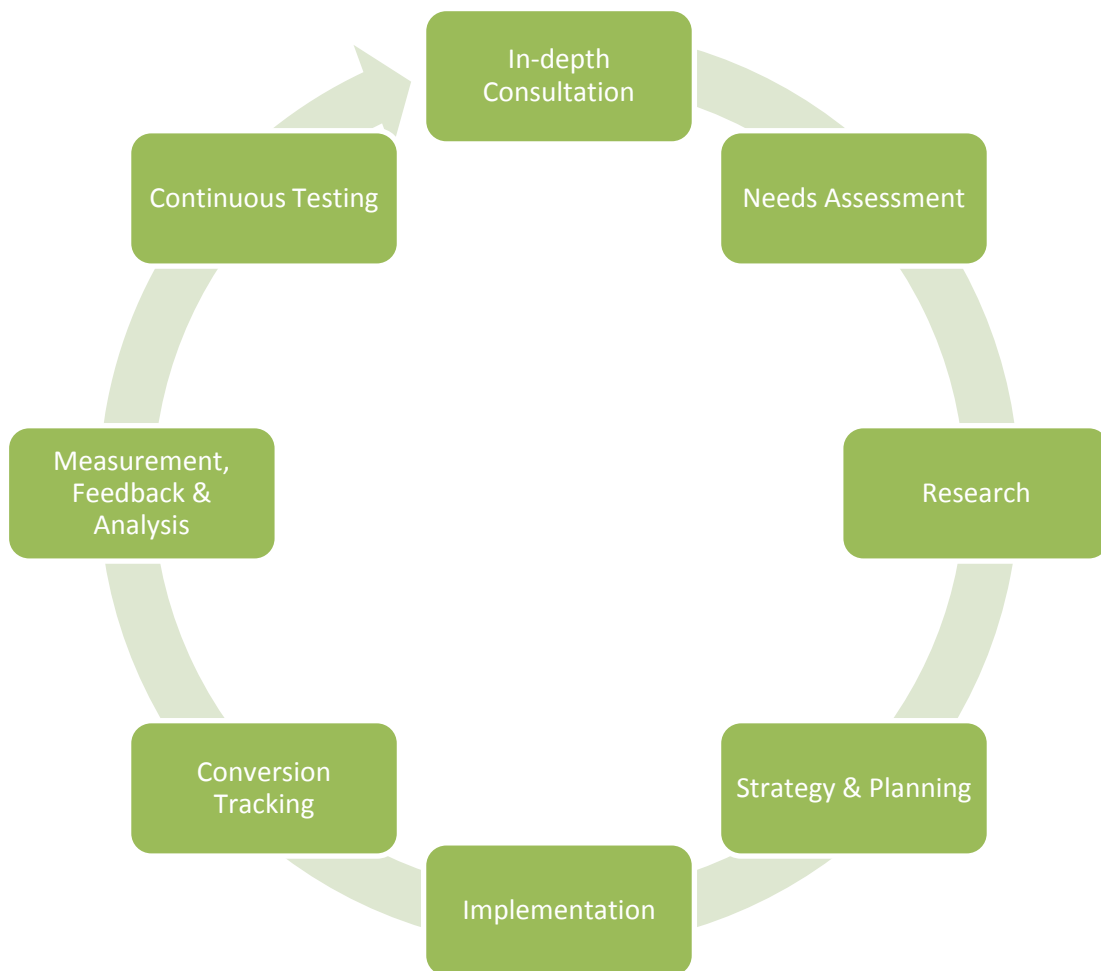 In-depth
Consultation
Needs Assessment
Research
Strategy & Planning
Implementation
Conversion
Tracking
Measurement,
Feedback &
Analysis
Continuous Testing